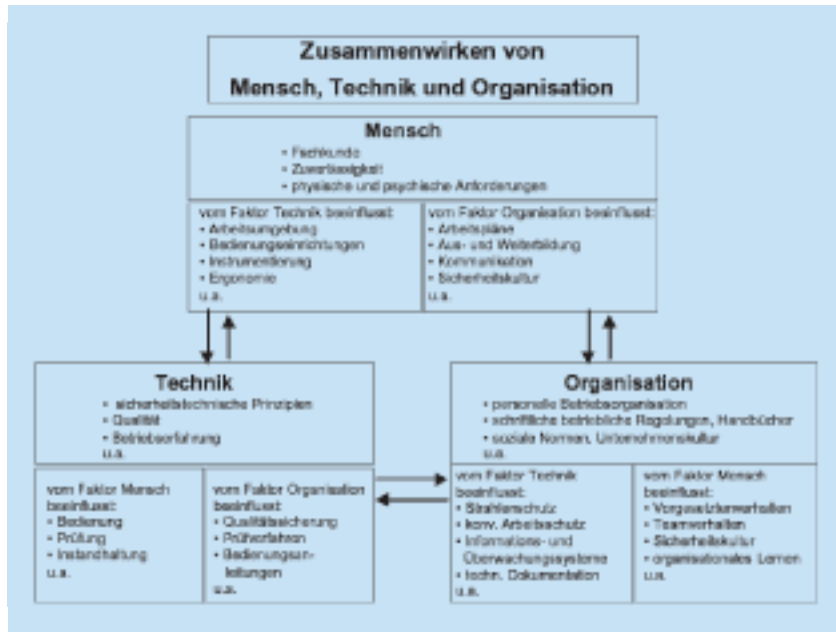 Zusammenwirken von
Mensch, Technik und Organisation
Mensch
• Fachkunde
• Zuverlässigkeit
• physische und psychische Anforderungen
vom Faktor Technik beeinflusst:
• Arbeitsumgebung
• Bedienungseinrichtungen
• Instrumentierung
• Ergonomie
u.a.
vom Faktor Organisation beeinflusst:
• Arbeitspläne
• Aus- und Weiterbildung
• Kommunikation
• Sicherheitskultur
u.a.
Technik
• sicherheitstechnische Prinzipien
• Qualität
• Betriebserfahrung
u.a.
vom Faktor Mensch
beeinflusst:
• Bedienung
• Prüfung
• Instandhaltung
u.a.
vom Faktor Organisation
beeinflusst:
• Qualitätssicherung
• Prüfverfahren
• Bedienungsan-
leitungen
u.a.
Organisation
• personelle Betriebsorganisation
• schriftliche betriebliche Regelungen, Handbücher
• soziale Normen, Unternehmenskultur
u.a.
vom Faktor Technik
beeinflusst:
• Strahlenschutz
• konv. Arbeitsschutz
• Informations- und
Überwachungssysteme
• techn. Dokumentation
u.a.
vom Faktor Mensch
beeinflusst:
• Vorgesetztenverhalten
• Teamverhalten
• Sicherheitskultur
• organisationales Lernen
u.a.